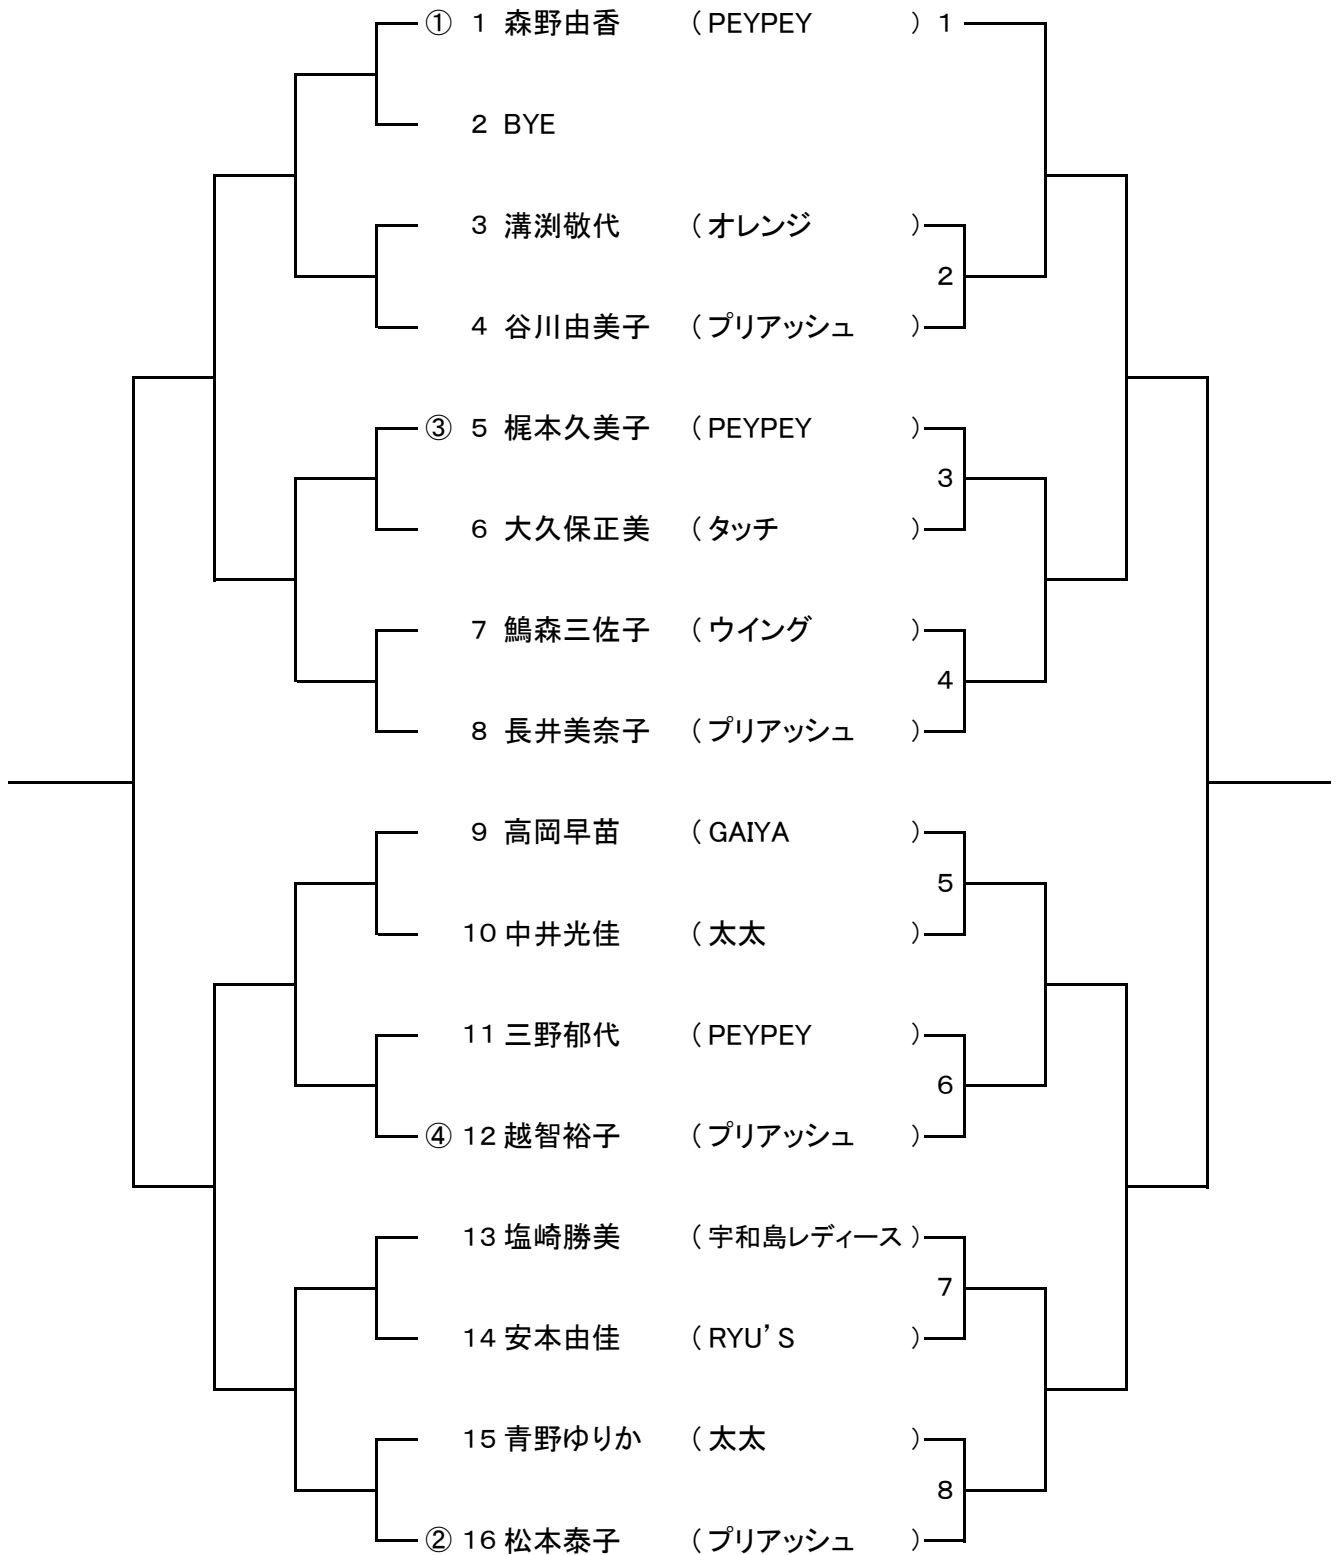 ① 1 森野由香 （ PEYPEY ） 1
2 BYE
3 溝渕敬代 （ オレンジ ）
2
4 谷川由美子 （ プリアッシュ ）
③ 5 梶本久美子 （ PEYPEY ）
3
6 大久保正美 （ タッチ ）
7 鵤森三佐子 （ ウイング ）
4
8 長井美奈子 （ プリアッシュ ）
9 高岡早苗 （ GAIYA ）
5
10 中井光佳 （ 太太 ）
11 三野郁代 （ PEYPEY ）
6
④ 12 越智裕子 （ プリアッシュ ）
13 塩崎勝美 （ 宇和島レディース ）
7
14 安本由佳 （ RYU’S ）
15 青野ゆりか （ 太太 ）
8
② 16 松本泰子 （ プリアッシュ ）